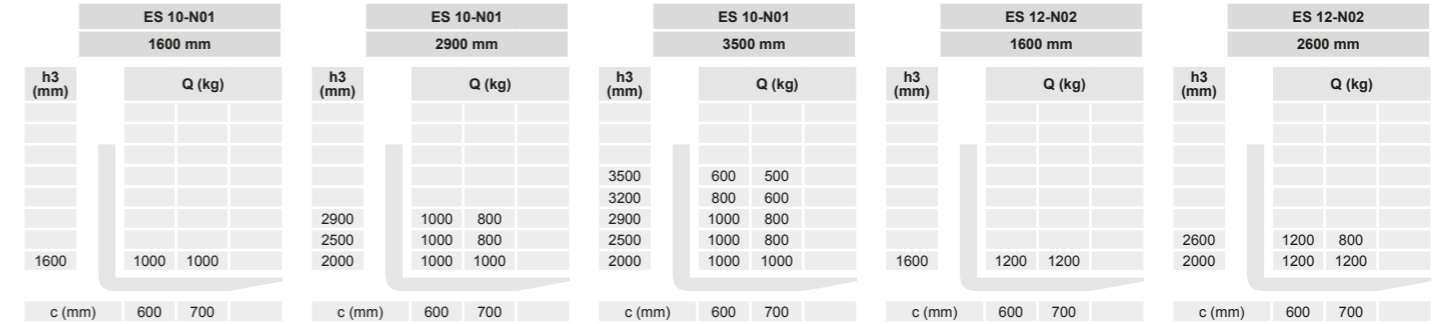 ES 10-N01 ES 10-N01 ES 10-N01 ES 12-N02 ES 12-N02
1600 mm 2900 mm 3500 mm 1600 mm 2600 mm
h3 (mm) Q (kg) h3 (mm) Q (kg) h3 (mm) Q (kg) h3 (mm) Q (kg) h3 (mm) Q (kg)
3500 600 500
3200 800 600
2900 1000 800 2900 1000 800
2500 1000 800 2500 1000 800 2600 1200 800
1600 1000 1000 2000 1000 1000 2000 1000 1000 1600 1200 1200 2000 1200 1200
c (mm) 600 700 c (mm) 600 700 c (mm) 600 700 c (mm) 600 700 c (mm) 600 700